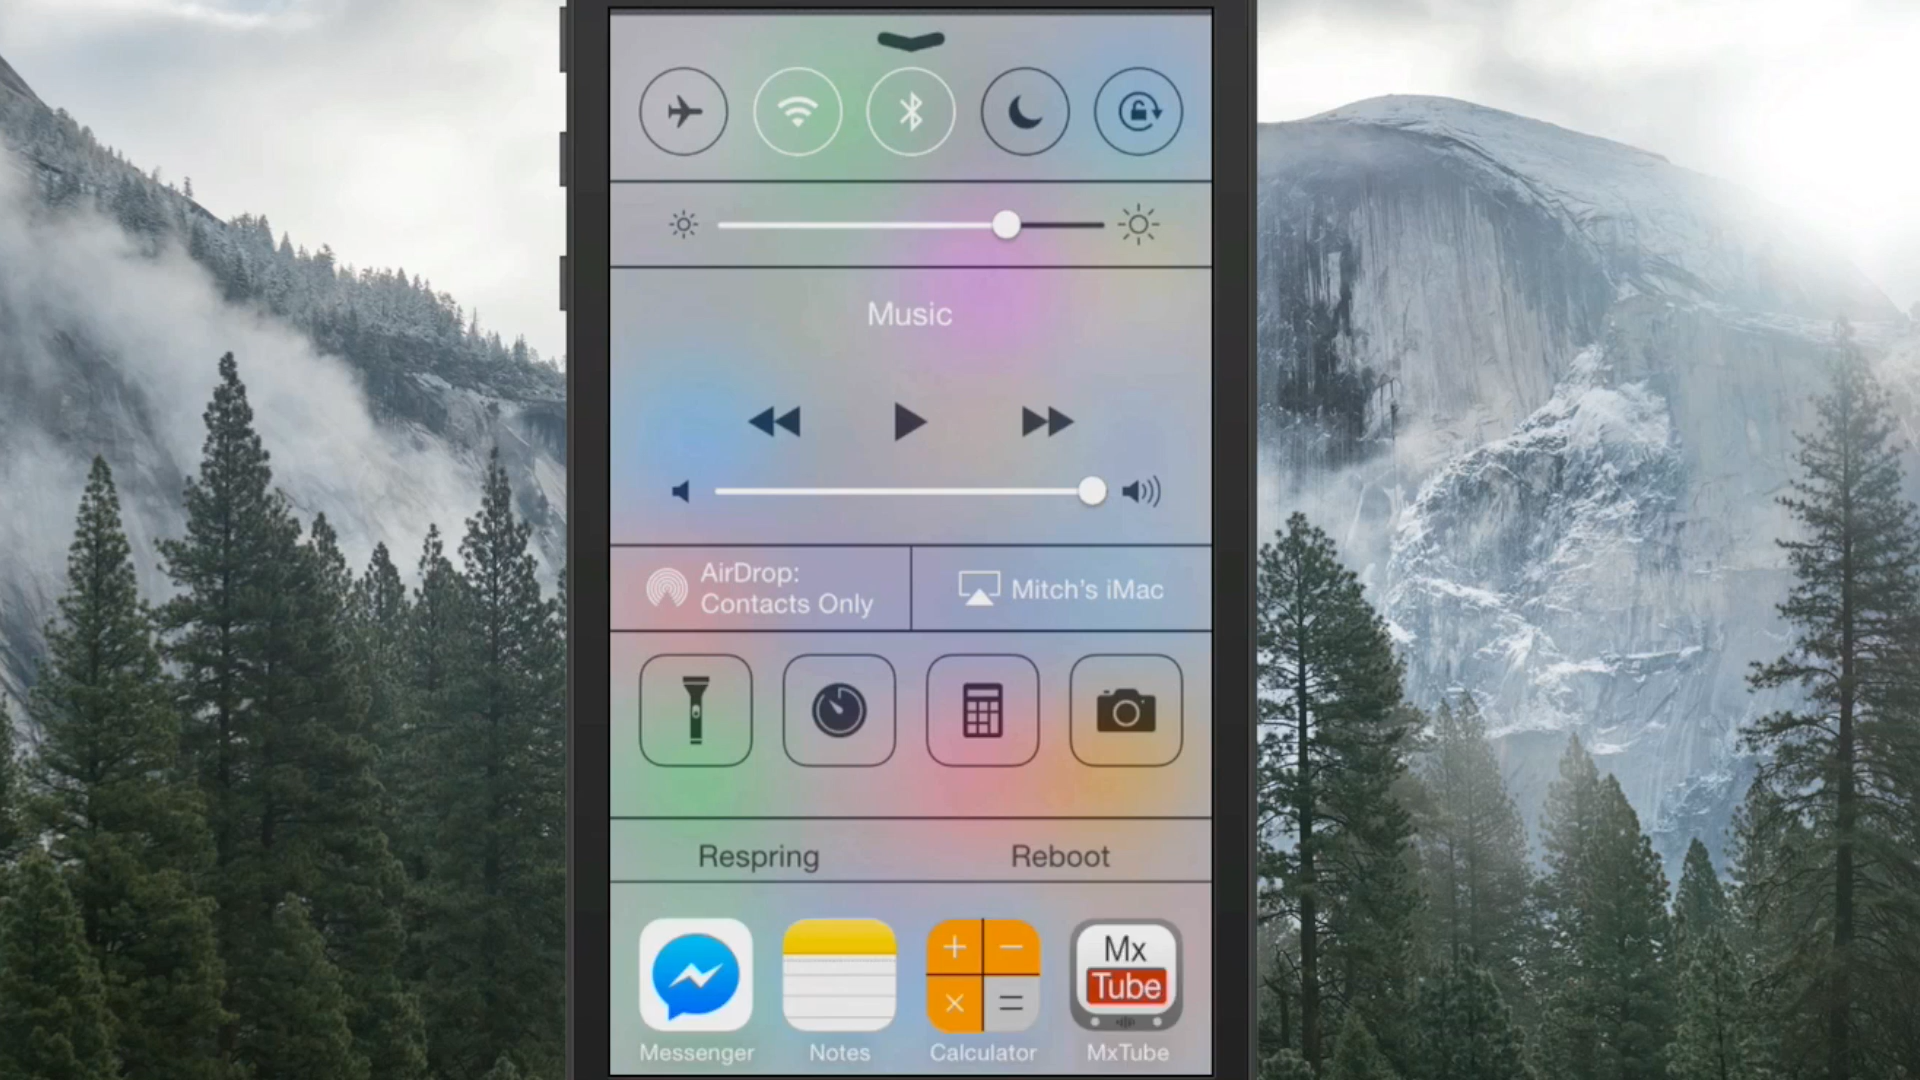 Music
AirDrop:
Contacts Only
Mitch's iMac
Respring
Reboot
Mx
Tube
Messenger
Notes
Calculator
MxTube